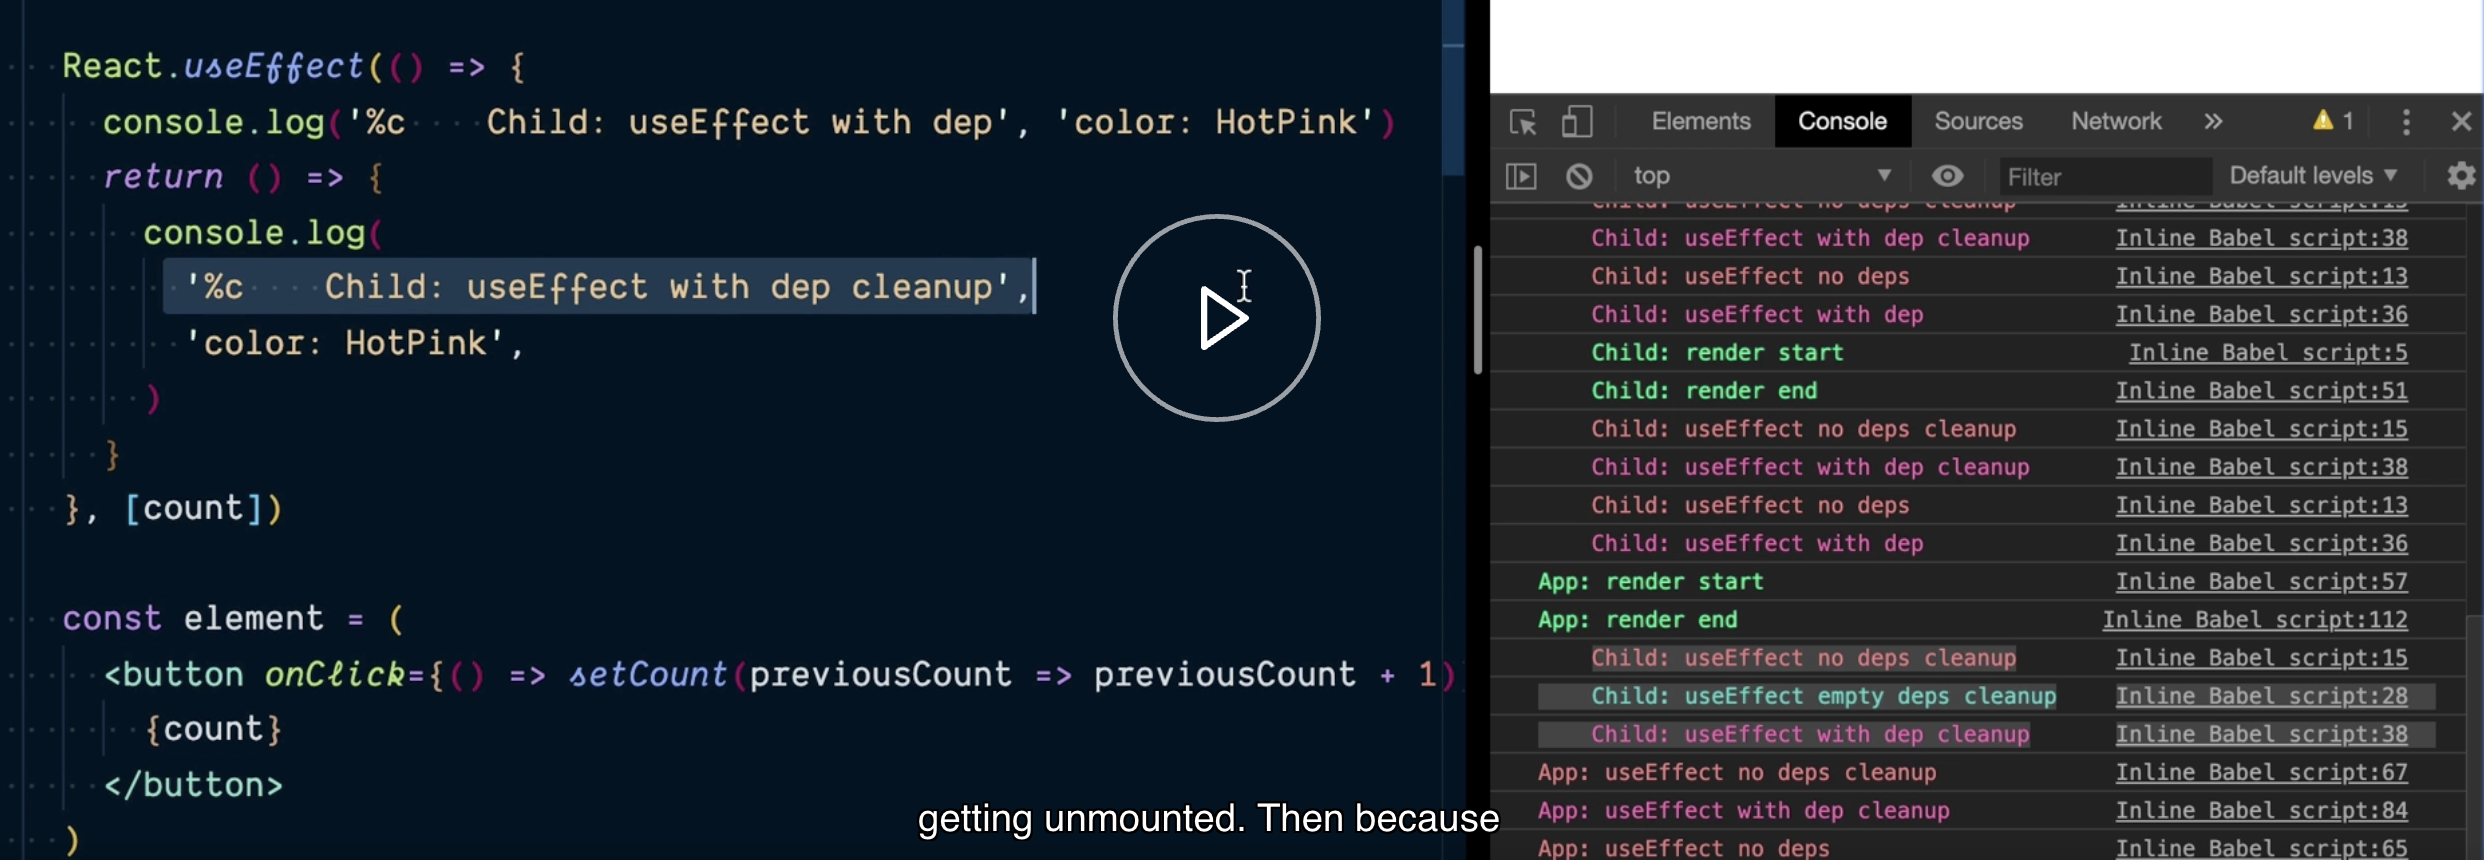 React.useEffect(() => {
console.log('%c    Child: useEffect with dep', 'color: HotPink')
return () => {
console.log(
'%c    Child: useEffect with dep cleanup',
'color: HotPink',
)
}
}, [count])
const element = (
<button onClick={() => setCount(previousCount => previousCount + 1)
{count}
</button>
)
getting unmounted. Then because
Elements Console Sources Network » 1
top Filter Default levels
Child: useEffect no deps cleanup Inline Babel script:15
Child: useEffect with dep cleanup Inline Babel script:38
Child: useEffect no deps Inline Babel script:13
Child: useEffect with dep Inline Babel script:36
Child: render start Inline Babel script:5
Child: render end Inline Babel script:51
Child: useEffect no deps cleanup Inline Babel script:15
Child: useEffect with dep cleanup Inline Babel script:38
Child: useEffect no deps Inline Babel script:13
Child: useEffect with dep Inline Babel script:36
App: render start Inline Babel script:57
App: render end Inline Babel script:112
Child: useEffect no deps cleanup Inline Babel script:15
Child: useEffect empty deps cleanup Inline Babel script:28
Child: useEffect with dep cleanup Inline Babel script:38
App: useEffect no deps cleanup Inline Babel script:67
App: useEffect with dep cleanup Inline Babel script:84
App: useEffect no deps Inline Babel script:65